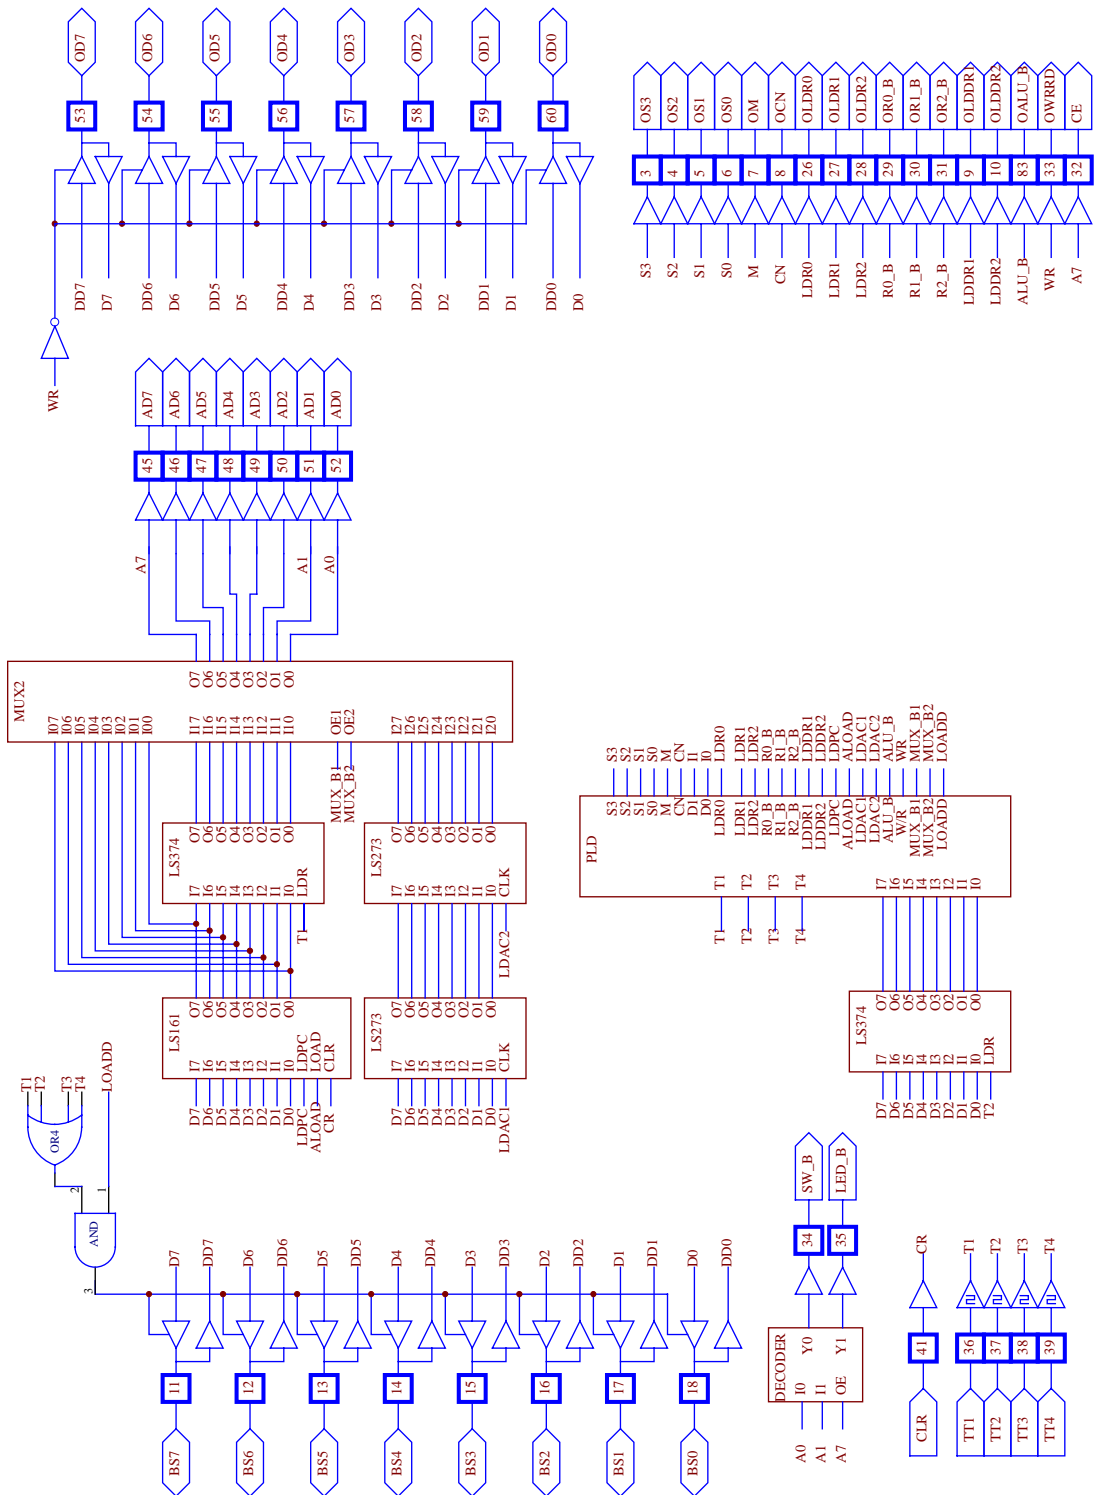 OD7 OD6 OD5 OD4 OD3 OD2 OD1 OD0
53 54 55 56 57 58 59 60
DD7 D7 DD6 D6 DD5 D5 DD4 D4 DD3 D3 DD2 D2 DD1 D1 DD0 D0
WR
OS3 OS2 OS1 OS0 OM OCN OLDR0 OLDR1 OLDR2 OR0_B OR1_B OR2_B OLDDR1 OLDDR2 OALU_B OWRRD CE
3 4 5 6 7 8 26 27 28 29 30 31 9 10 83 33 32
S3 S2 S1 S0 M CN LDR0 LDR1 LDR2 R0_B R1_B R2_B LDDR1 LDDR2 ALU_B WR A7
AD7 AD6 AD5 AD4 AD3 AD2 AD1 AD0
45 46 47 48 49 50 51 52
A7 A1 A0
MUX2
O7 O6 O5 O4 O3 O2 O1 O0
I07 I06 I05 I04 I03 I02 I01 I00 I17 I16 I15 I14 I13 I12 I11 I10 OE1 OE2 I27 I26 I25 I24 I23 I22 I21 I20
MUX_B1 MUX_B2
LS374
O7 O6 O5 O4 O3 O2 O1 O0
I7 I6 I5 I4 I3 I2 I1 I0 LDR
T1
LS273
O7 O6 O5 O4 O3 O2 O1 O0
I7 I6 I5 I4 I3 I2 I1 I0 CLK
LDAC2
LS161
O7 O6 O5 O4 O3 O2 O1 O0
I7 I6 I5 I4 I3 I2 I1 I0 LDPC LOAD CLR
D7 D6 D5 D4 D3 D2 D1 D0 LDPC ALOAD CR
LS273
O7 O6 O5 O4 O3 O2 O1 O0
I7 I6 I5 I4 I3 I2 I1 I0 CLK
D7 D6 D5 D4 D3 D2 D1 D0 LDAC1
S3 S2 S1 S0 M CN I1 I0 LDR0 LDR1 LDR2 R0_B R1_B R2_B LDDR1 LDDR2 LDPC ALOAD LDAC1 LDAC2 ALU_B WR MUX_B1 MUX_B2 LOADD
PLD
S3 S2 S1 S0 M CN D1 D0 LDR0 LDR1 LDR2 R0_B R1_B R2_B LDDR1 LDDR2 LDPC ALOAD LDAC1 LDAC2 ALU_B W/R MUX_B1 MUX_B2 LOADD
T1 T2 T3 T4 I7 I6 I5 I4 I3 I2 I1 I0
T1 T2 T3 T4
LS374
O7 O6 O5 O4 O3 O2 O1 O0
I7 I6 I5 I4 I3 I2 I1 I0 LDR
D7 D6 D5 D4 D3 D2 D1 D0 T2
T1 T2 T3 T4 LOADD
OR4
2 1
AND
3
D7 DD7 D6 DD6 D5 DD5 D4 DD4 D3 DD3 D2 DD2 D1 DD1 D0 DD0
11 12 13 14 15 16 17 18
BS7 BS6 BS5 BS4 BS3 BS2 BS1 BS0
SW_B LED_B
34 35
DECODER
Y0 Y1
I0 I1 OE
A0 A1 A7
CR T1 T2 T3 T4
41 36 37 38 39
CLR TT1 TT2 TT3 TT4